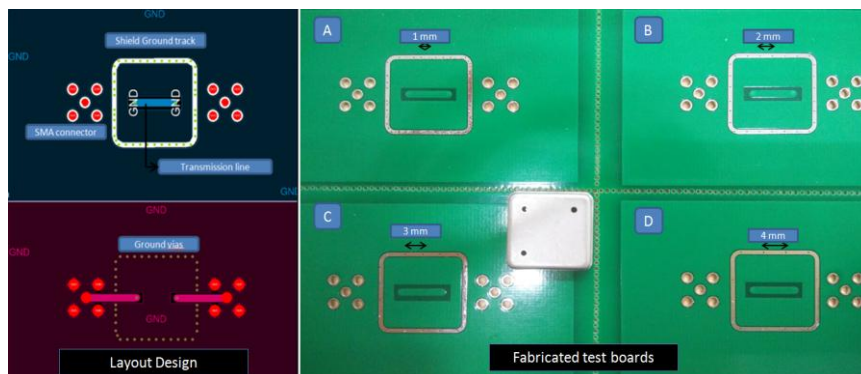 GND
Shield Ground track
GND
GND
GND
SMA connector
Transmission line
GND
GND
GND
Ground vias
GND
Layout Design
A
1 mm
B
2 mm
C
3 mm
D
4 mm
Fabricated test boards